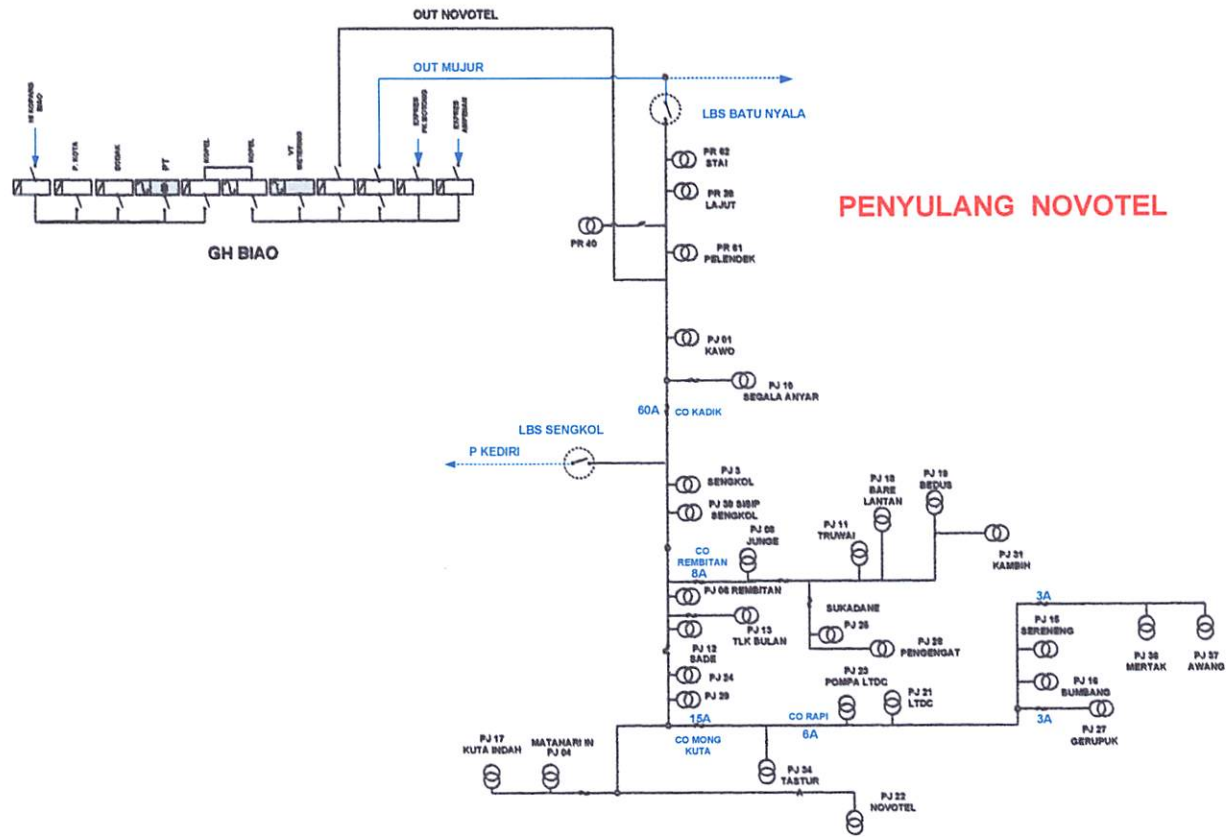 OUT NOVOTEL
OUT MUJUR
LBS BATU NYALA
P. KOTA
BODAK
PT
KOPEL
KOPEL
VT
METERING
EXPRES
EXPRES
AMPENAN
GH BIAO
PENYULANG NOVOTEL
PR 62
STAI
PR 39
LAJUT
PR 40
PR 61
PELENDEK
PJ 01
KAWO
PJ 10
SEGALA ANYAR
60A
CO KADIK
LBS SENGKOL
P KEDIRI
PJ 3
SENGKOL
PJ 30 SISIP
SENGKOL
CO
REMBITAN
8A
PJ 08
JUNGE
PJ 11
TRUWAI
PJ 18
BARE
LANTAN
PJ 19
BEDUS
PJ 31
KAMBIH
PJ 06 REMBITAN
PJ 13
TLK BULAN
PJ 12
SADE
SUKADANE
PJ 26
PJ 28
PENGENGAT
PJ 24
PJ 29
15A
CO MONG
KUTA
CO RAPI
6A
PJ 23
POMPA LTDC
PJ 21
LTDC
3A
PJ 15
SERENENG
PJ 36
MERTAK
PJ 37
AWANG
PJ 16
BUMBANG
3A
PJ 27
GERUPUK
PJ 17
KUTA INDAH
MATAHARI IN
PJ 04
PJ 34
TASTUR
PJ 22
NOVOTEL